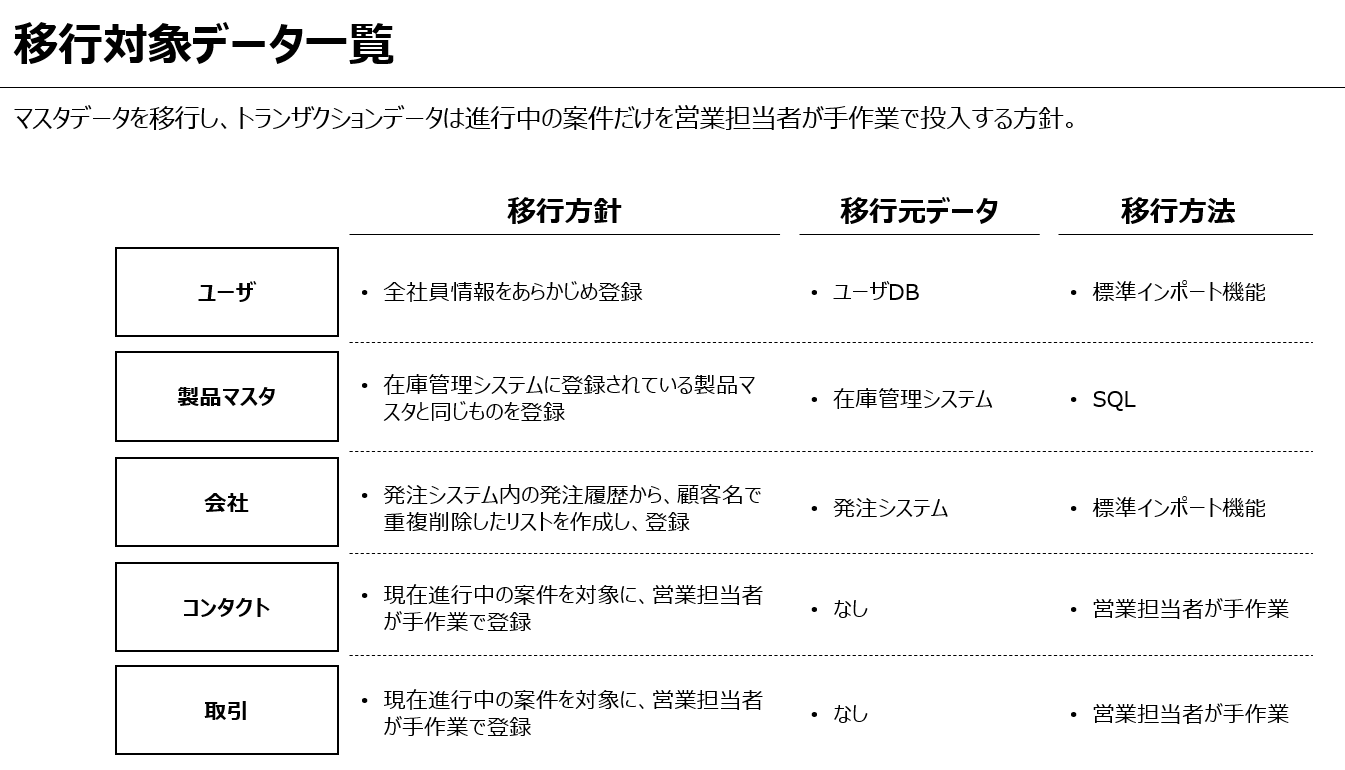 移行対象データ一覧
マスタデータを移行し、トランザクションデータは進行中の案件だけを営業担当者が手作業で投入する方針。
移行方針
移行元データ
移行方法
ユーザ
• 全社員情報をあらかじめ登録
• ユーザDB
• 標準インポート機能
製品マスタ
• 在庫管理システムに登録されている製品マ
スタと同じものを登録
• 在庫管理システム
• SQL
会社
• 発注システム内の発注履歴から、顧客名で
重複削除したリストを作成し、登録
• 発注システム
• 標準インポート機能
コンタクト
• 現在進行中の案件を対象に、営業担当者
が手作業で登録
• なし
• 営業担当者が手作業
取引
• 現在進行中の案件を対象に、営業担当者
が手作業で登録
• なし
• 営業担当者が手作業